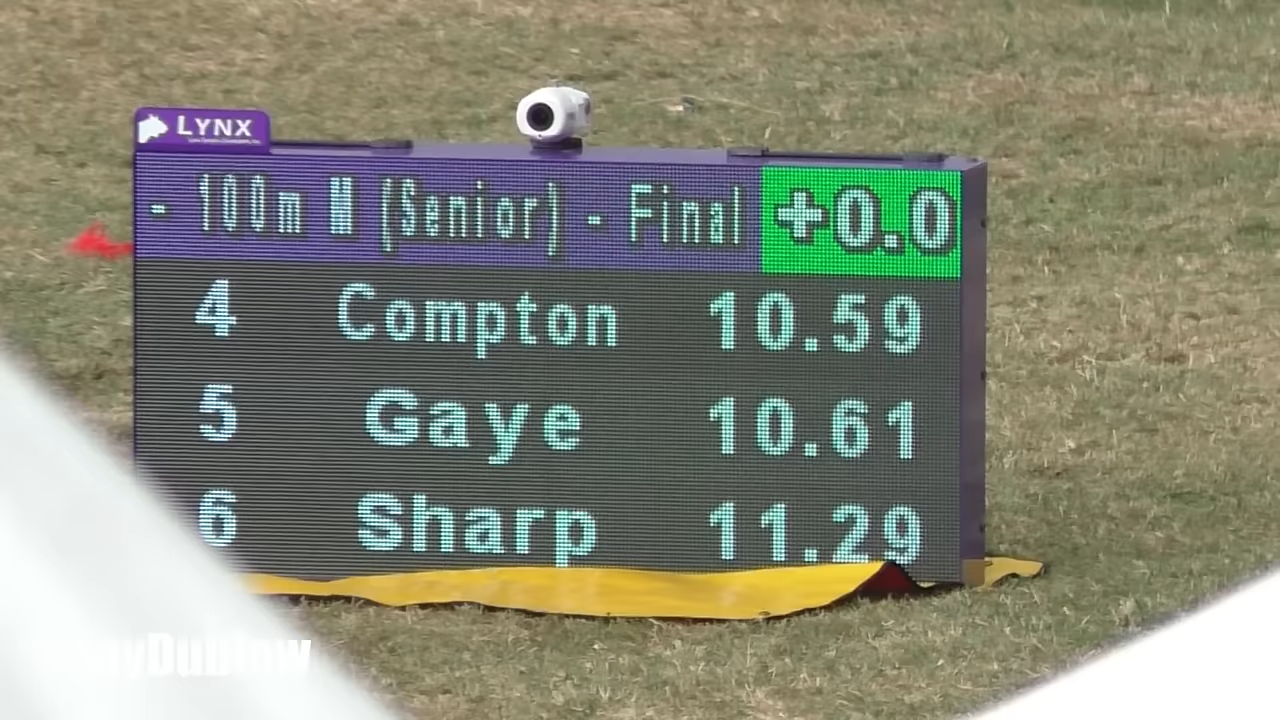 LYNX
- 100m M (Senior) - Final +0.0
4 Compton 10.59
5 Gaye 10.61
6 Sharp 11.29